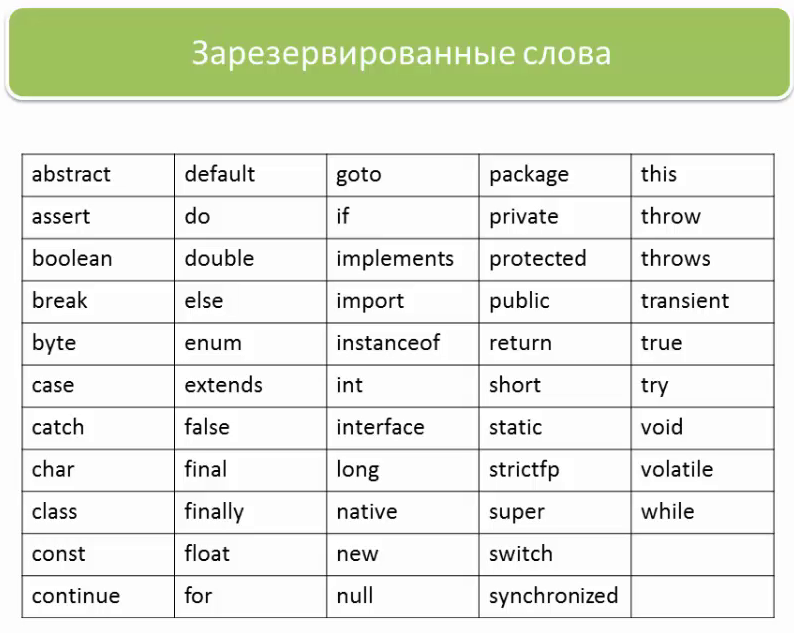 Зарезервированные слова
abstract default goto package this
assert do if private throw
boolean double implements protected throws
break else import public transient
byte enum instanceof return true
case extends int short try
catch false interface static void
char final long strictfp volatile
class finally native super while
const float new switch
continue for null synchronized